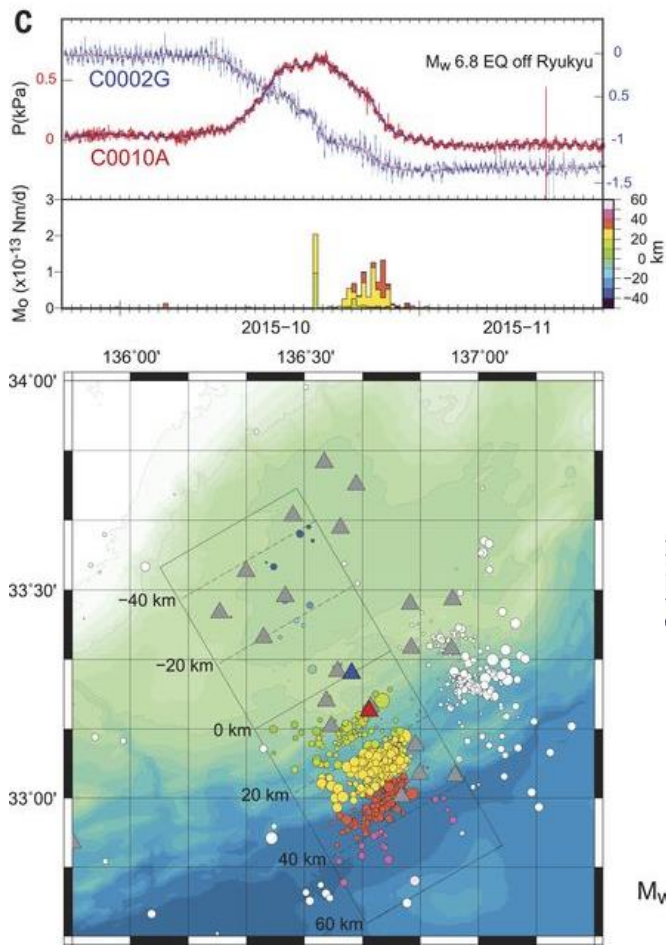 C
C0002G
C0010A
Mw 6.8 EQ off Ryukyu
P(kPa)
0.5
0
0
-0.5
-1
-1.5
3
2
1
0
Mo (x10-13 Nm/d)
60
40
20
0
-20
-40
km
2015-10
2015-11
136°00'
136°30'
137°00'
34°00'
33°30'
33°00'
−40 km
−20 km
0 km
20 km
40 km
60 km
Mw